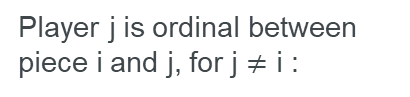 Player j is ordinal between
piece i and j, for j ≠ i :